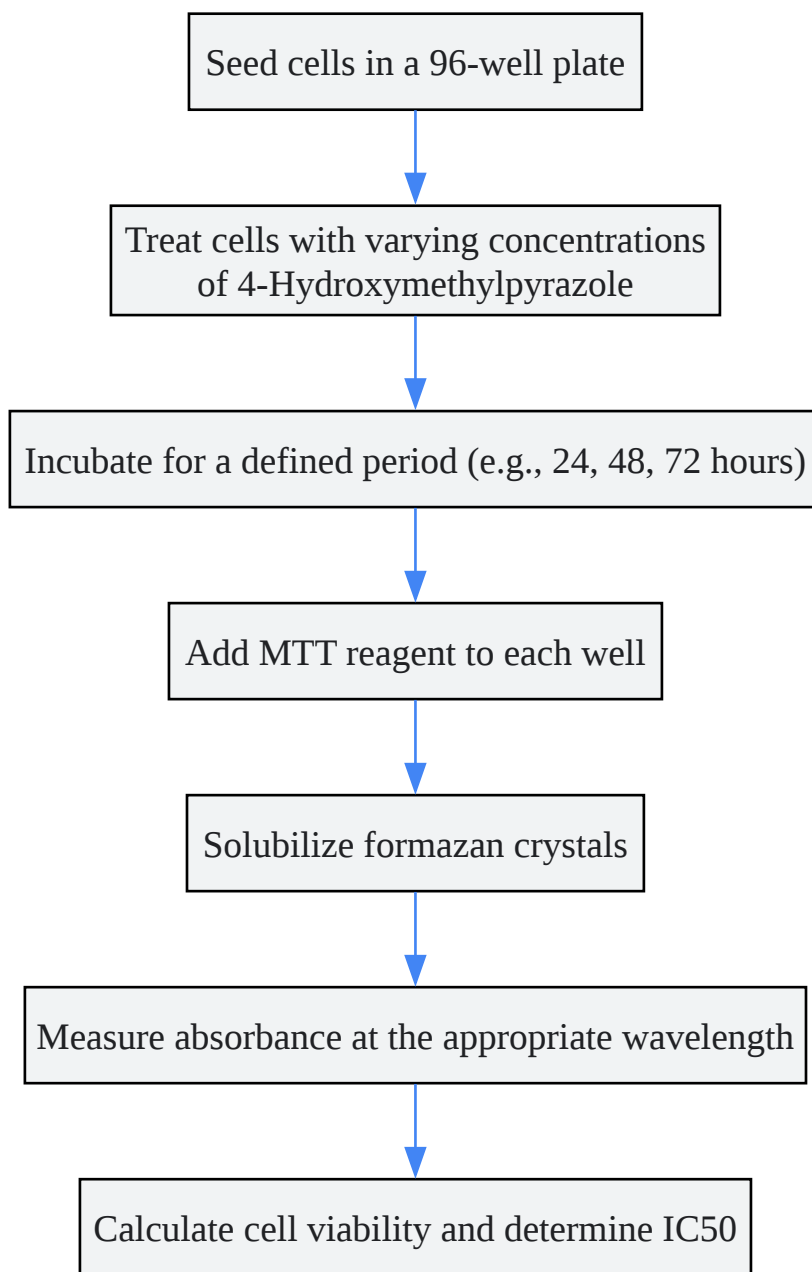 Seed cells in a 96-well plate
Treat cells with varying concentrations
of 4-Hydroxymethylpyrazole
Incubate for a defined period (e.g., 24, 48, 72 hours)
Add MTT reagent to each well
Solubilize formazan crystals
Measure absorbance at the appropriate wavelength
Calculate cell viability and determine IC50